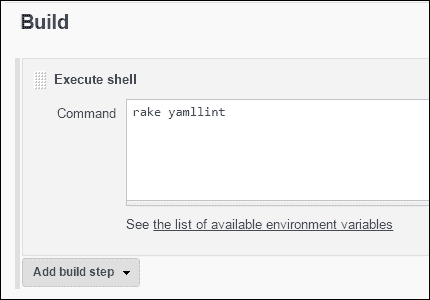 Build
Execute shell
Command
rake yamllint
See the list of available environment variables
Add build step